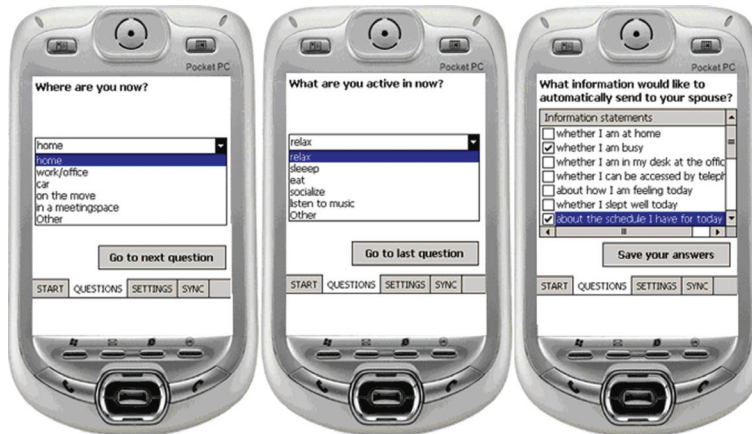 Pocket PC
Where are you now?
home
home
work/office
car
on the move
in a meetingspace
Other
Go to next question
START QUESTIONS SETTINGS SYNC
Pocket PC
What are you active in now?
relax
relax
sleeep
eat
socialize
listen to music
Other
Go to last question
START QUESTIONS SETTINGS SYNC
Pocket PC
What information would like to
automatically send to your spouse?
Information statements
whether I am at home
whether I am busy
whether I am in my desk at the offic
whether I can be accessed by teleph
about how I am feeling today
whether I slept well today
about the schedule I have for today
Save your answers
START QUESTIONS SETTINGS SYNC